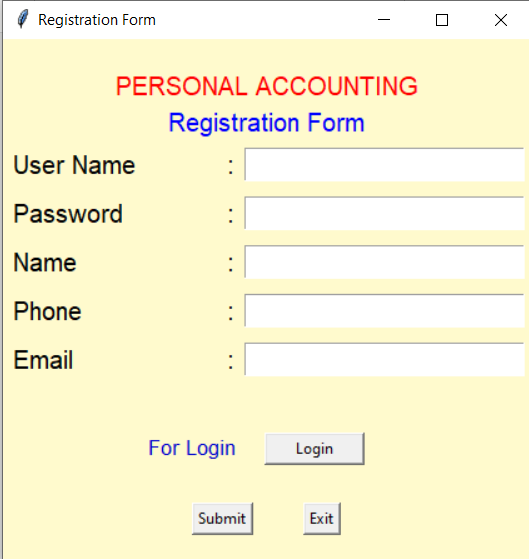 Registration Form
PERSONAL ACCOUNTING
Registration Form
User Name :
Password :
Name :
Phone :
Email :
For Login Login
Submit Exit